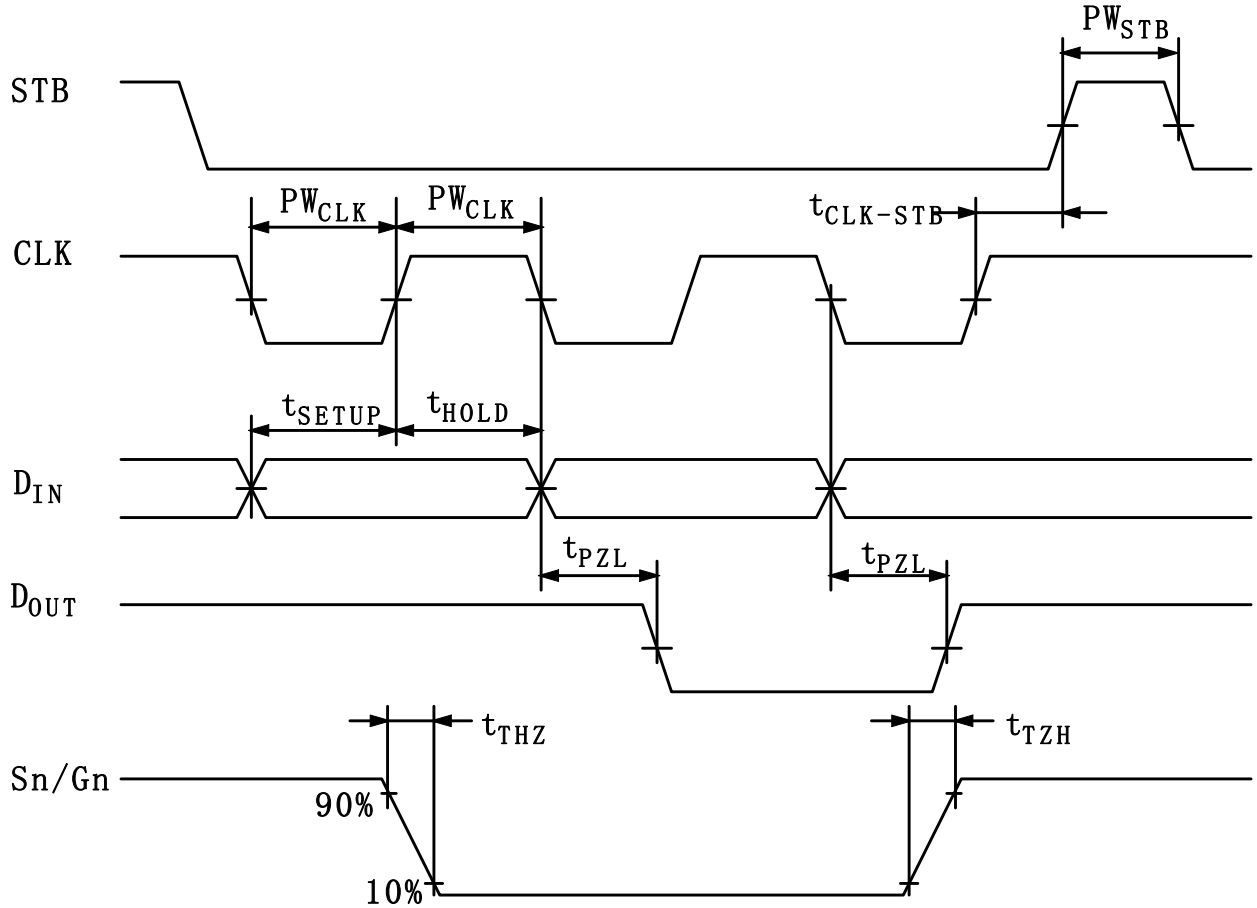 PW_STB
STB
PW_CLK PW_CLK t_CLK-STB
CLK
t_SETUP t_HOLD
D_IN
t_PZL t_PZL
D_OUT
t_THZ t_TZH
Sn/Gn
90%
10%